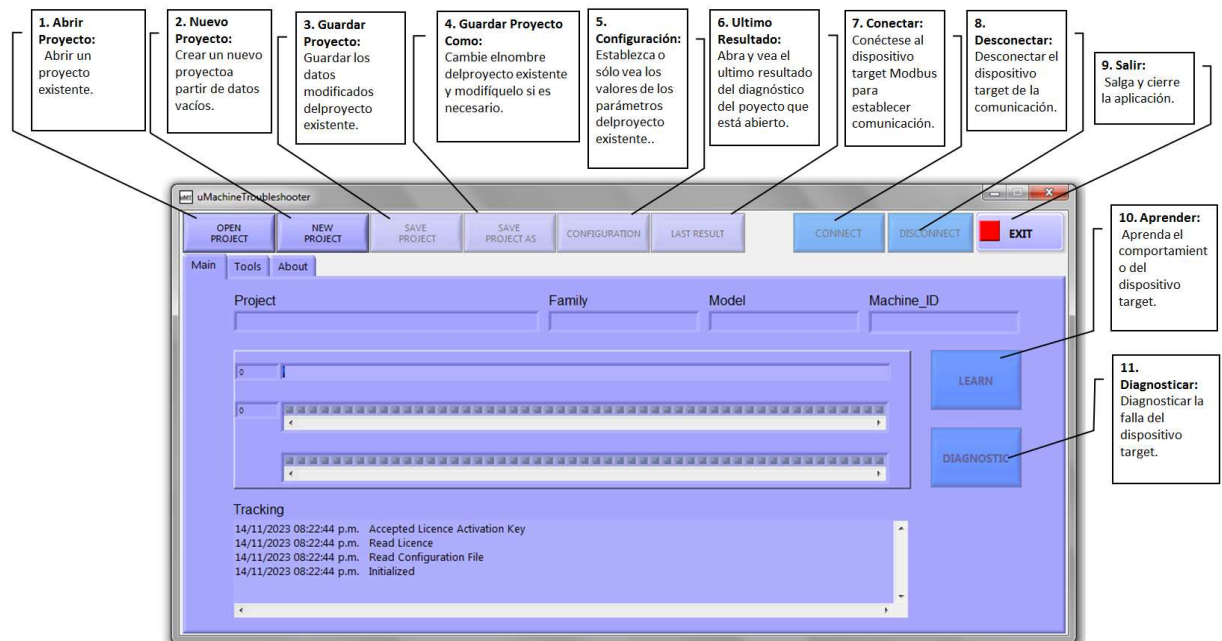 1. Abrir
Proyecto:
Abrir un
proyecto
existente.
2. Nuevo
Proyecto:
Crear un nuevo
proyectoa
partir de datos
vacíos.
3. Guardar
Proyecto:
Guardar los
datos
modificados
delproyecto
existente.
4. Guardar Proyecto
Como:
Cambie elnombre
delproyecto existente
y modifíquelo si es
necesario.
5.
Configuración:
Establezca o
sólo vea los
valores de los
parámetros
delproyecto
existente..
6. Ultimo
Resultado:
Abra y vea el
ultimo resultado
del diagnóstico
del poyecto que
está abierto.
7. Conectar:
Conéctese al
dispositivo
target Modbus
para
establecer
comunicación.
8.
Desconectar:
Desconectar el
dispositivo
target de la
comunicación.
9. Salir:
Salga y cierre
la aplicación.
uMT uMachineTroubleshooter
OPEN
PROJECT
NEW
PROJECT
SAVE
PROJECT
SAVE
PROJECT AS
CONFIGURATION
LAST RESULT
CONNECT
DISCONNECT
EXIT
Main Tools About
Project Family Model Machine_ID
0
0
LEARN
DIAGNOSTIC
10. Aprender:
Aprenda el
comportamient
o del
dispositivo
target.
11.
Diagnosticar:
Diagnosticar la
falla del
dispositivo
target.
Tracking
14/11/2023 08:22:44 p.m. Accepted Licence Activation Key
14/11/2023 08:22:44 p.m. Read Licence
14/11/2023 08:22:44 p.m. Read Configuration File
14/11/2023 08:22:44 p.m. Initialized